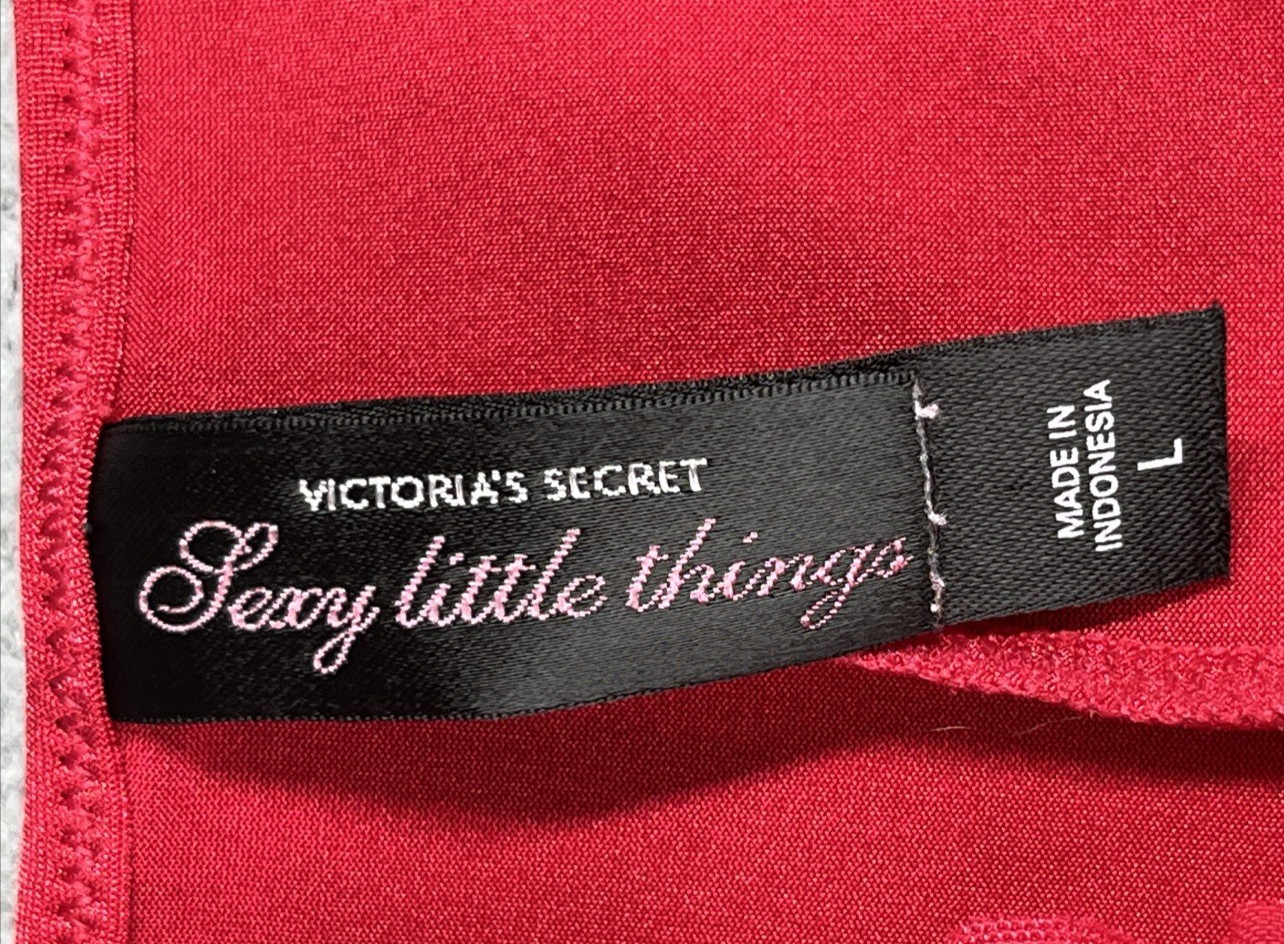 VICTORIA'S SECRET
Sexy little things
MADE IN
INDONESIA
L